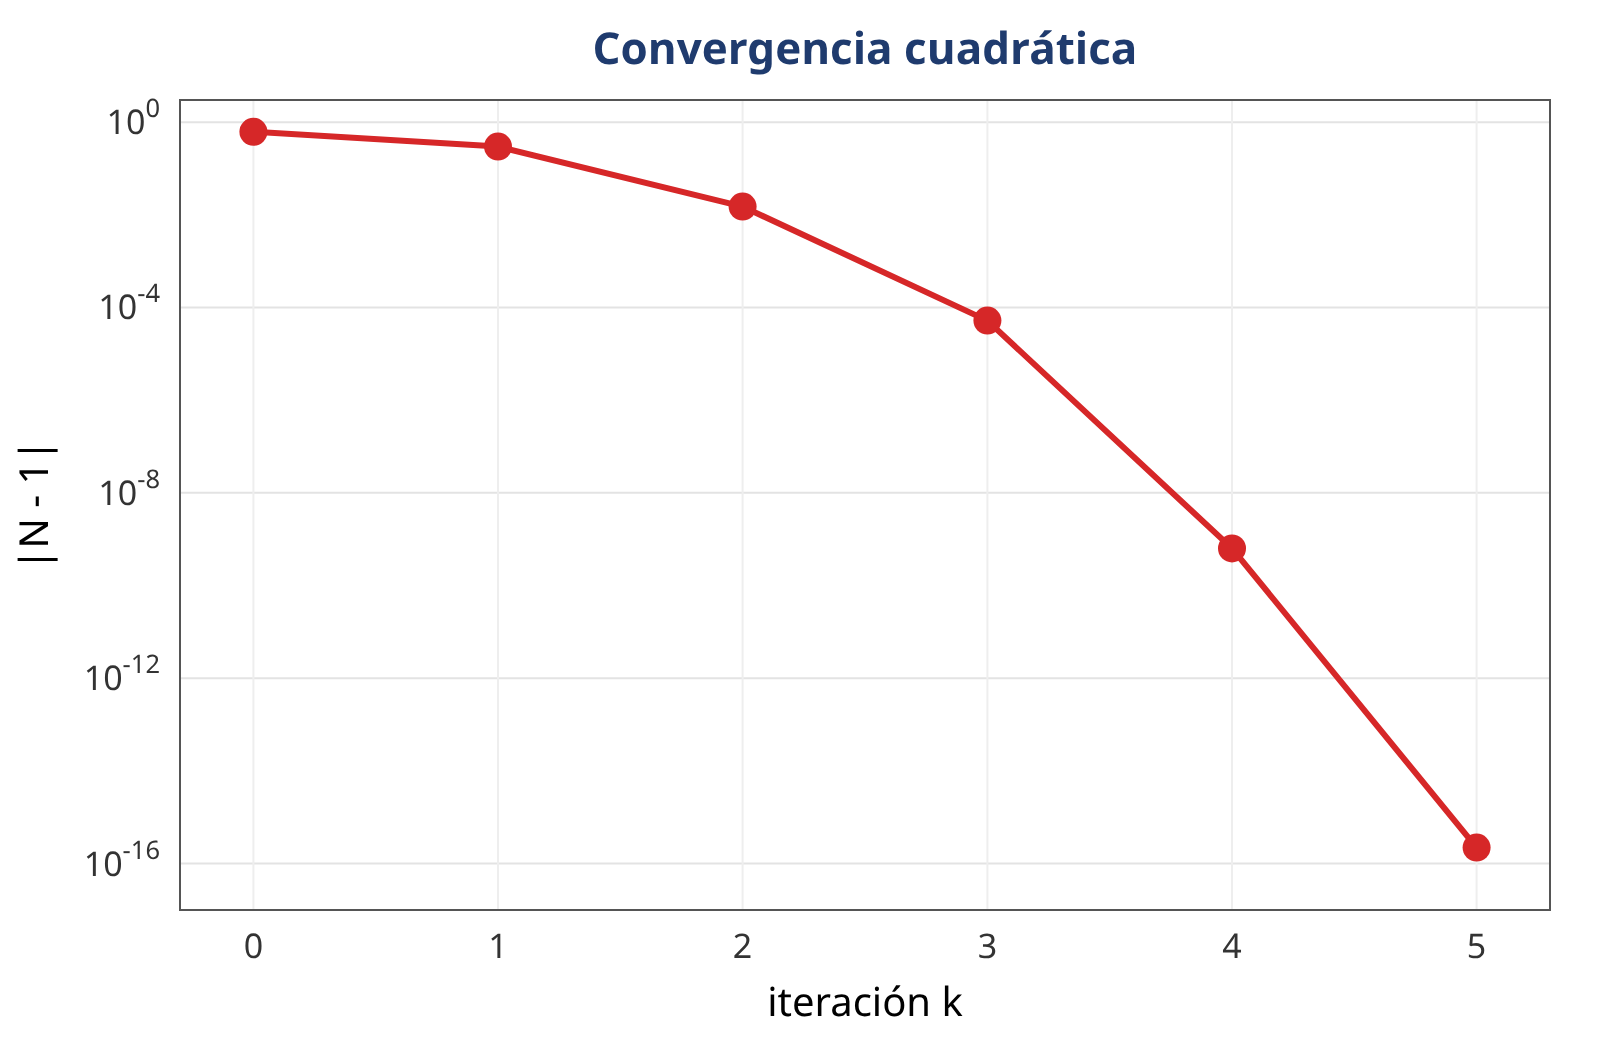 Convergencia cuadrática
10^0
10^-4
10^-8
10^-12
10^-16
|N - 1|
0 1 2 3 4 5
iteración k